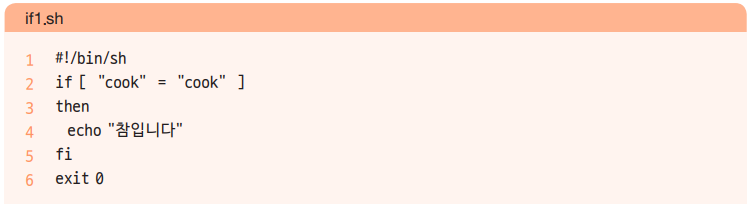 if1.sh
1 #!/bin/sh
2 if [ "cook" = "cook" ]
3 then
4 echo "참입니다"
5 fi
6 exit 0